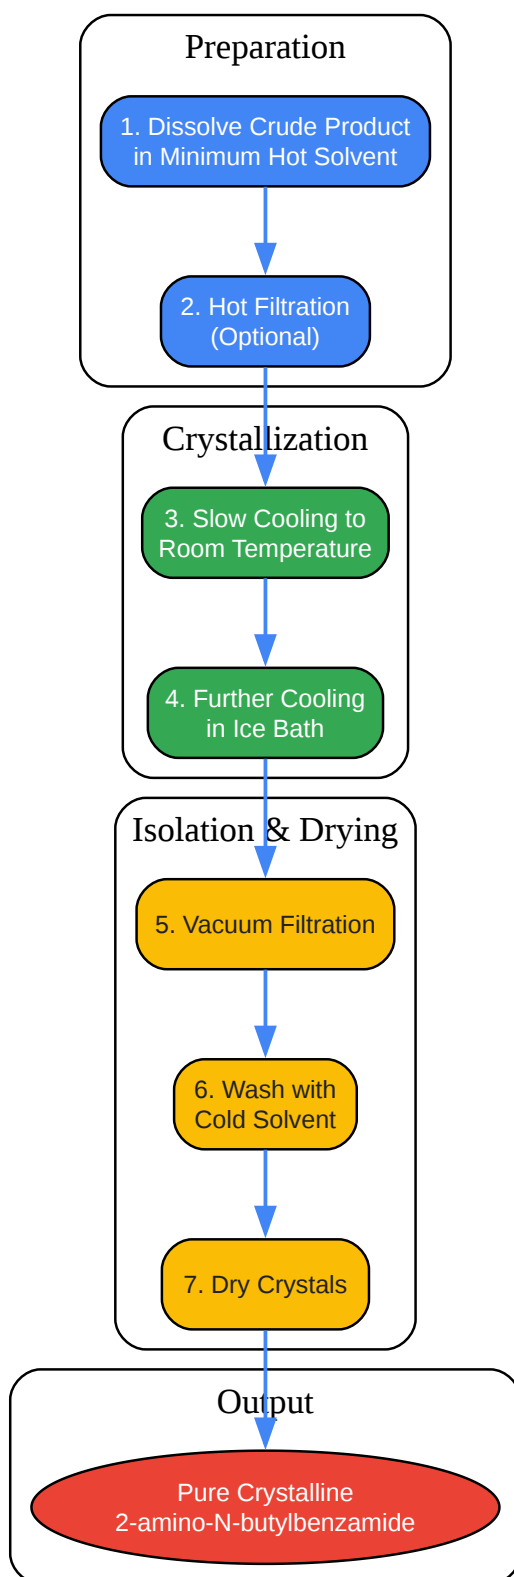 Preparation
1. Dissolve Crude Product
in Minimum Hot Solvent
2. Hot Filtration
(Optional)
Crystallization
3. Slow Cooling to
Room Temperature
4. Further Cooling
in Ice Bath
Isolation & Drying
5. Vacuum Filtration
6. Wash with
Cold Solvent
7. Dry Crystals
Output
Pure Crystalline
2-amino-N-butylbenzamide